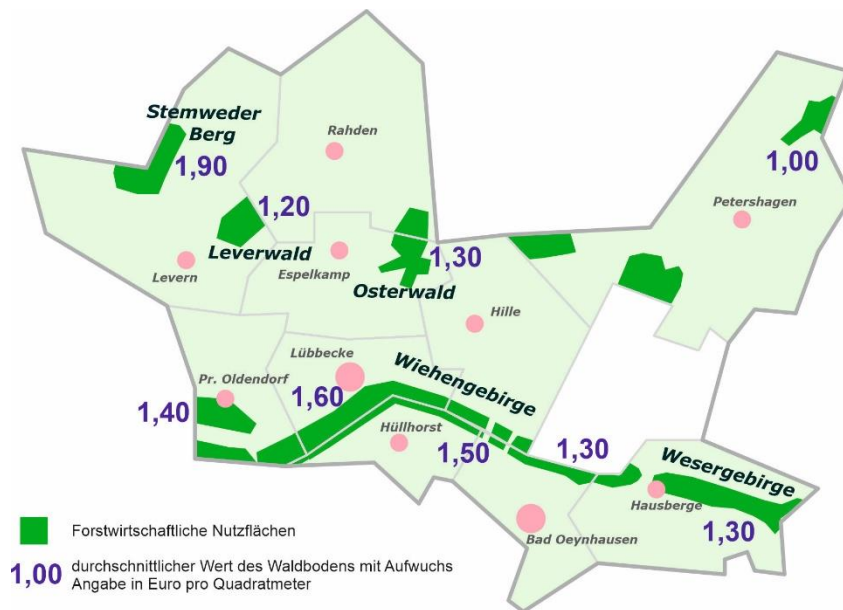 Stemweder
Berg
1,90
Rahden
1,00
Petershagen
1,20
Leverwald
Levern
Espelkamp
1,30
Osterwald
Hille
Lübbecke
Wiehengebirge
Pr. Oldendorf
1,60
1,40
Hüllhorst
1,50
1,30
Wesergebirge
Hausberge
1,30
Bad Oeynhausen
Forstwirtschaftliche Nutzflächen
1,00 durchschnittlicher Wert des Waldbodens mit Aufwuchs
Angabe in Euro pro Quadratmeter